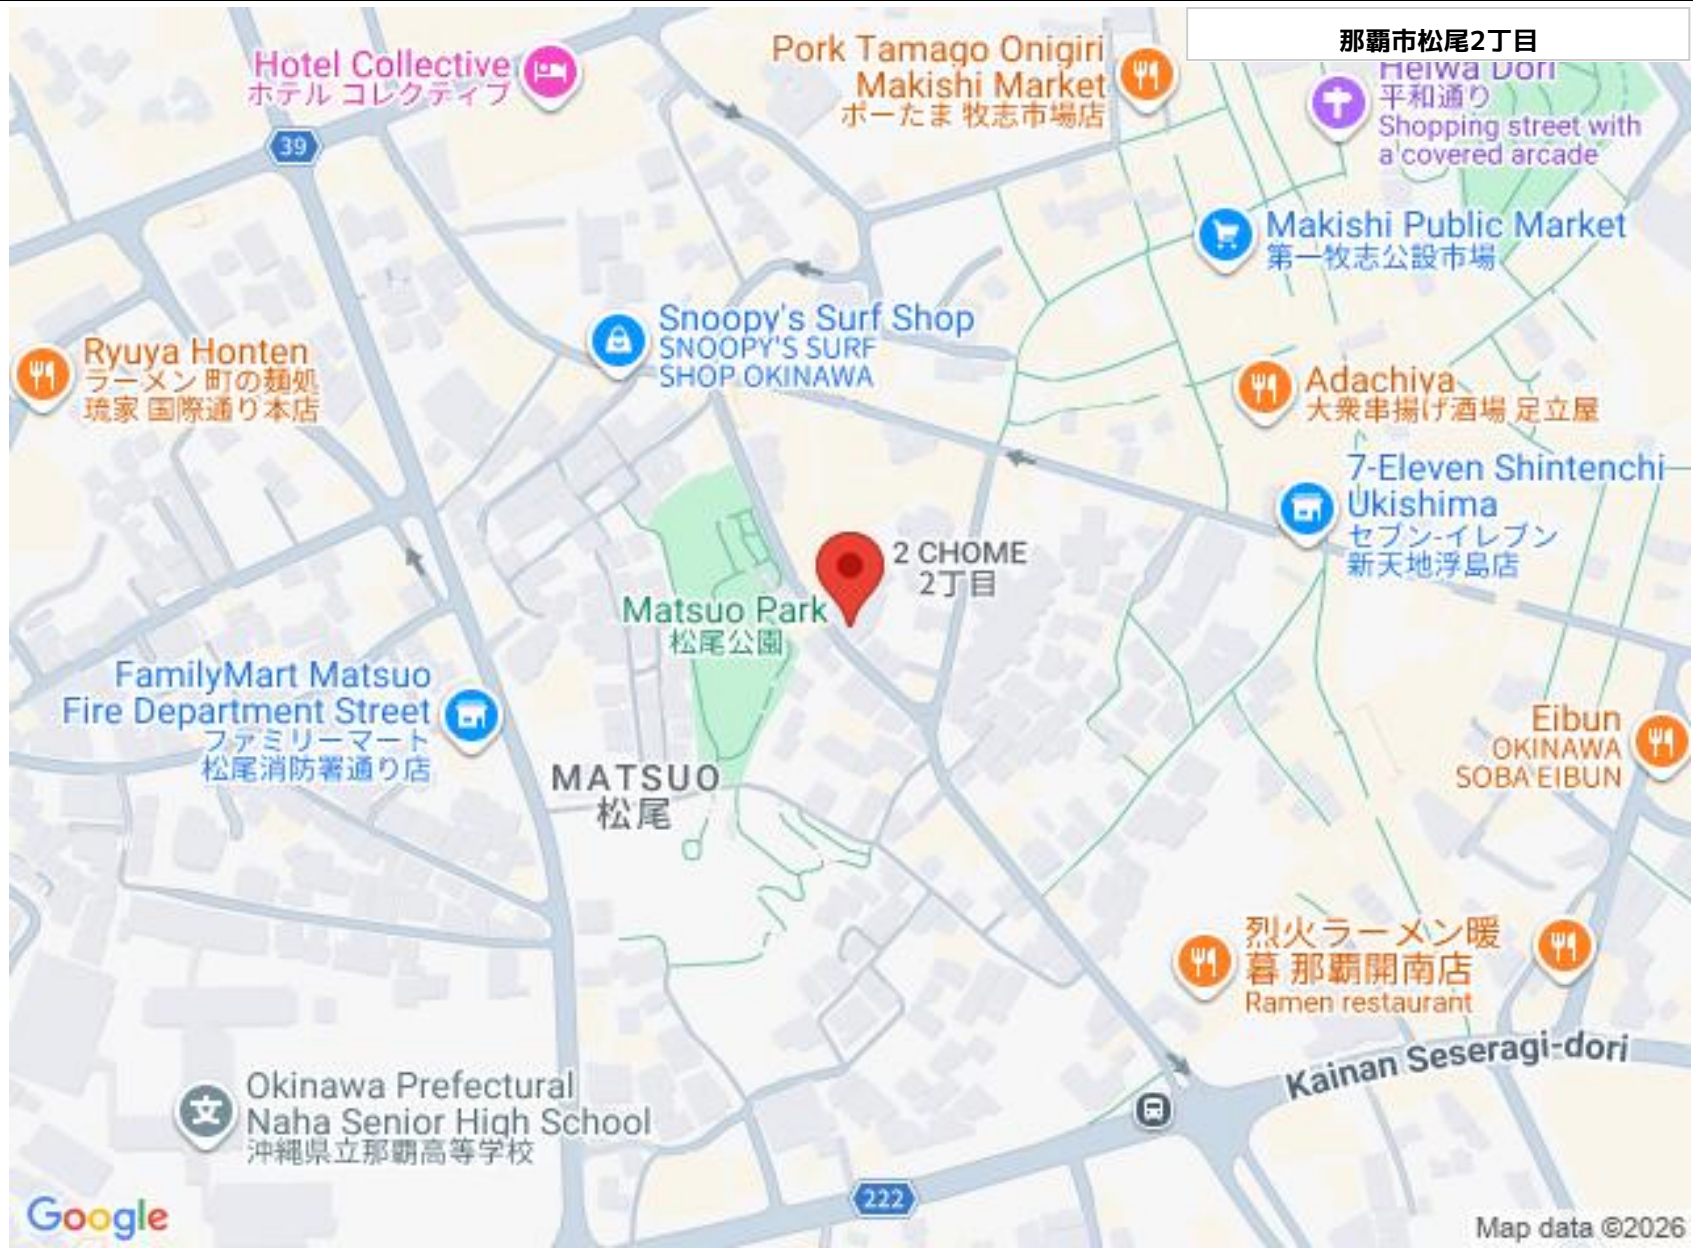 那覇市松尾2丁目
Hotel Collective
ホテル コレクティブ
Pork Tamago Onigiri
Makishi Market
ポーたま 牧志市場店
Heiwa Dori
平和通り
Shopping street with
a covered arcade
39
Makishi Public Market
第一牧志公設市場
Snoopy's Surf Shop
SNOOPY'S SURF
SHOP OKINAWA
Ryuya Honten
ラーメン 町の麺処
琉家 国際通り本店
Adachiya
大衆串揚げ酒場 足立屋
7-Eleven Shintenchi
Ukishima
セブン-イレブン
新天地浮島店
2 CHOME
2丁目
Matsuo Park
松尾公園
FamilyMart Matsuo
Fire Department Street
ファミリーマート
松尾消防署通り店
MATSUO
松尾
Eibun
OKINAWA
SOBA EIBUN
烈火ラーメン暖
暮 那覇開南店
Ramen restaurant
Kainan Seseragi-dori
Okinawa Prefectural
Naha Senior High School
沖縄県立那覇高等学校
文
222
Google
Map data ©2026